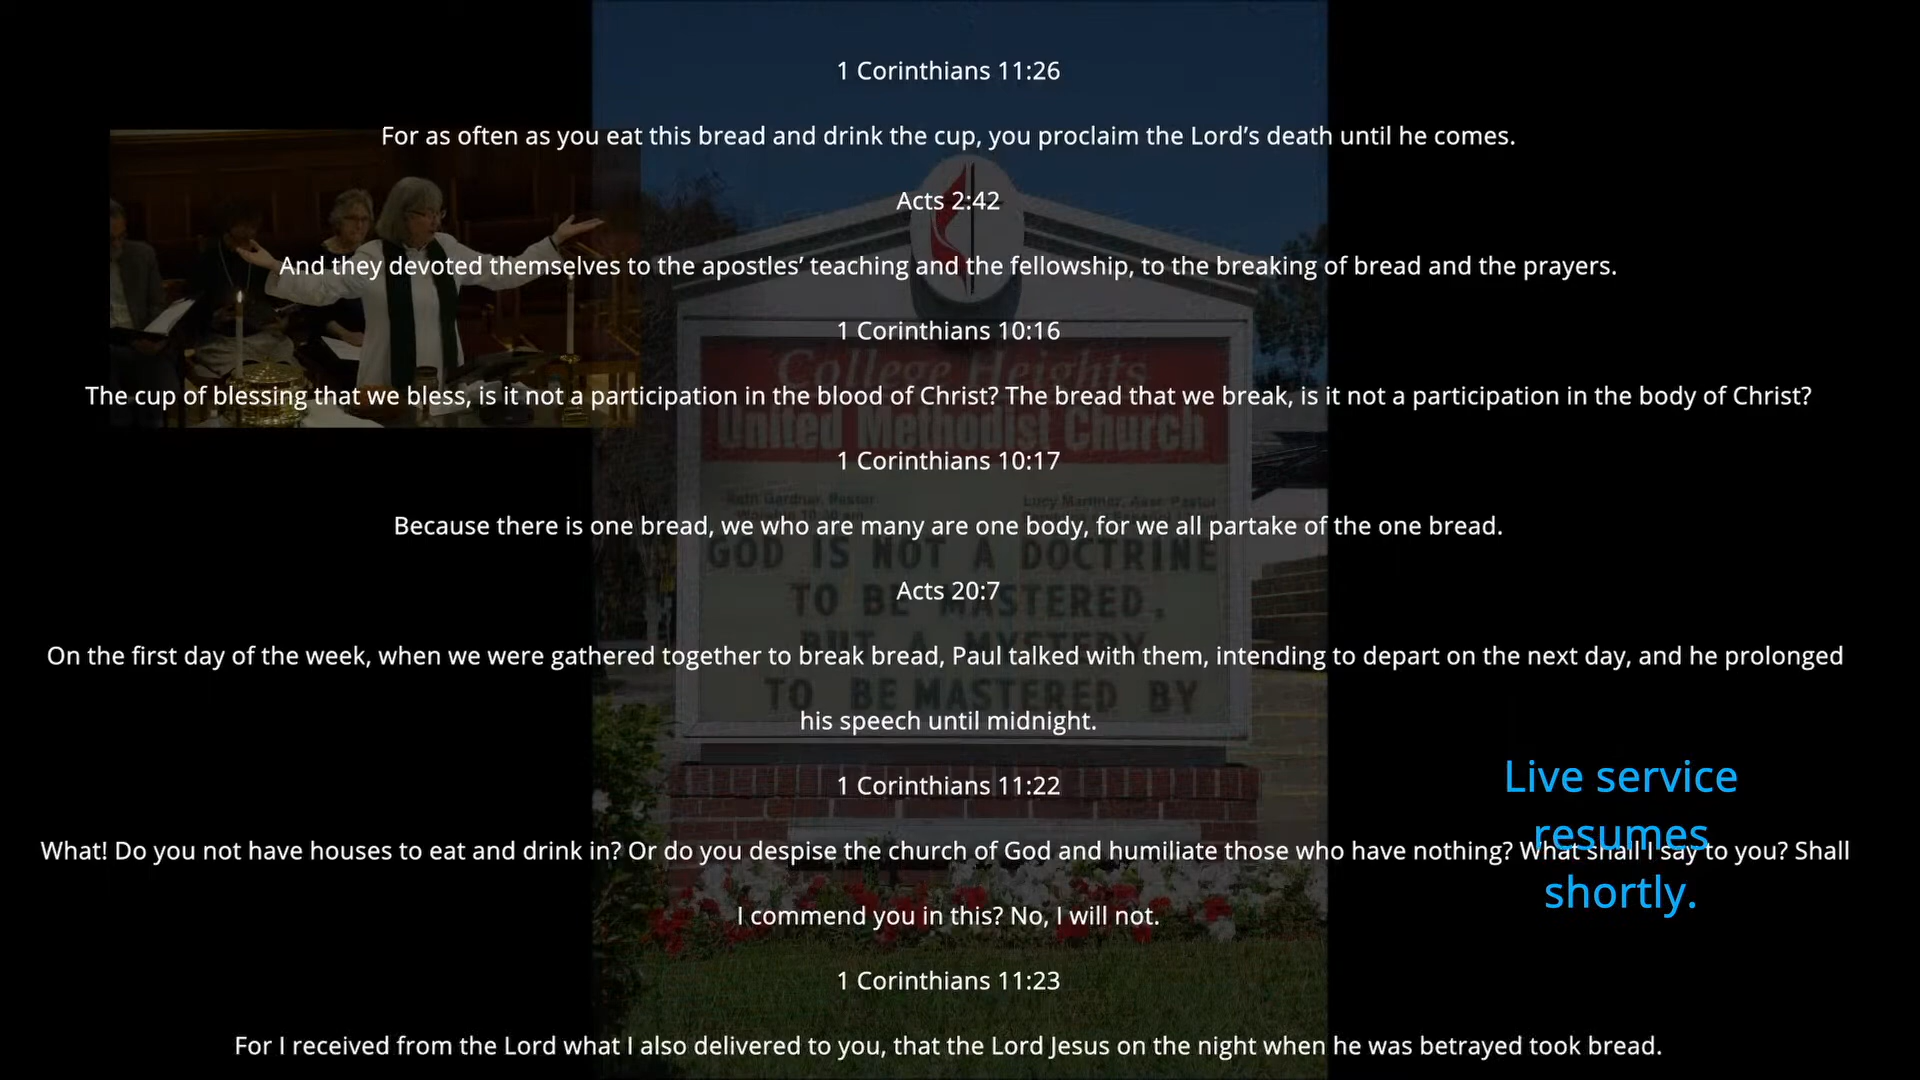 1 Corinthians 11:26
For as often as you eat this bread and drink the cup, you proclaim the Lord’s death until he comes.
Acts 2:42
And they devoted themselves to the apostles’ teaching and the fellowship, to the breaking of bread and the prayers.
1 Corinthians 10:16
College Heights
The cup of blessing that we bless, is it not a participation in the blood of Christ? The bread that we break, is it not a participation in the body of Christ?
United Methodist Church
1 Corinthians 10:17
Pastor
Lucy Pastor
Because there is one bread, we who are many are one body, for we all partake of the one bread.
GOD IS NOT A DOCTRINE
Acts 20:7
TO BE MASTERED,
BUT A MYSTERY
On the first day of the week, when we were gathered together to break bread, Paul talked with them, intending to depart on the next day, and he prolonged
TO BE MASTERED BY
his speech until midnight.
1 Corinthians 11:22
What! Do you not have houses to eat and drink in? Or do you despise the church of God and humiliate those who have nothing? What shall I say to you? Shall
I commend you in this? No, I will not.
1 Corinthians 11:23
For I received from the Lord what I also delivered to you, that the Lord Jesus on the night when he was betrayed took bread.
Live service
resumes
shortly.